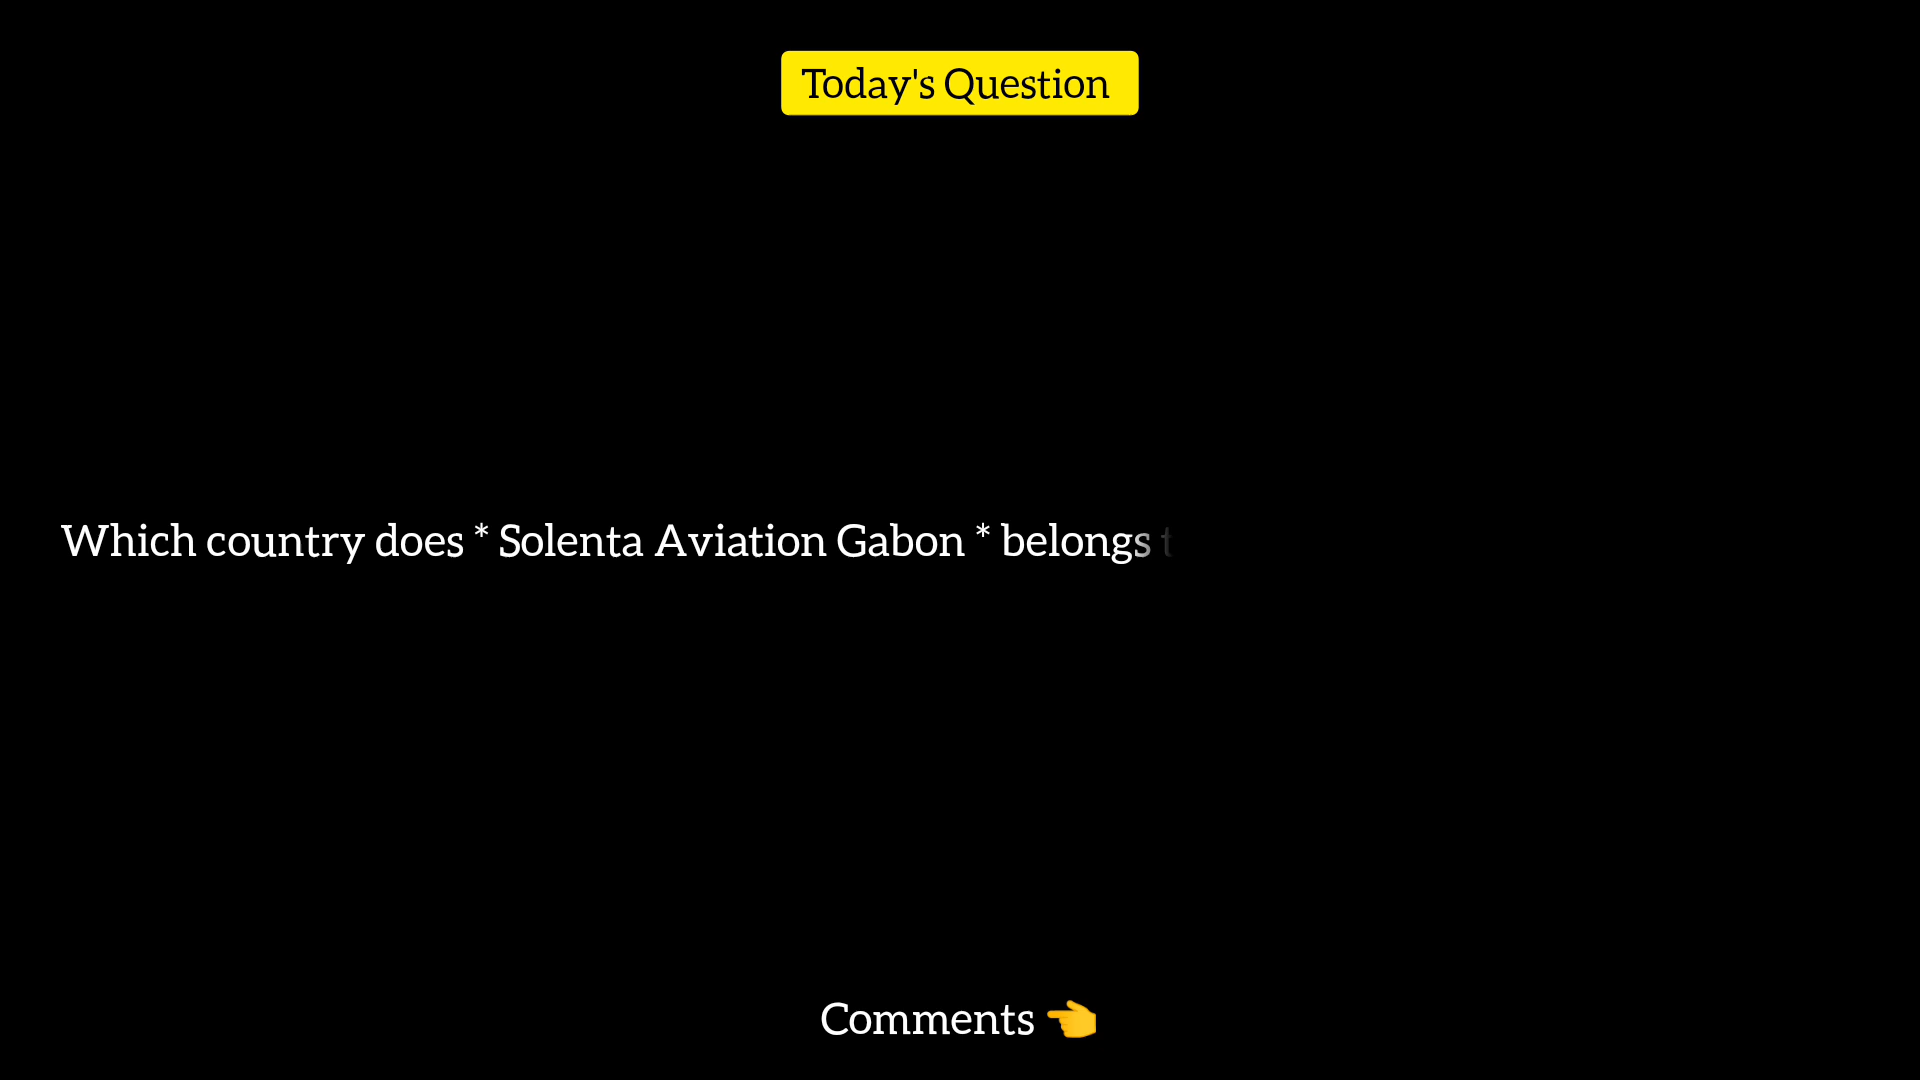 Today's Question
Which country does * Solenta Aviation Gabon * belongs t
Comments 👈